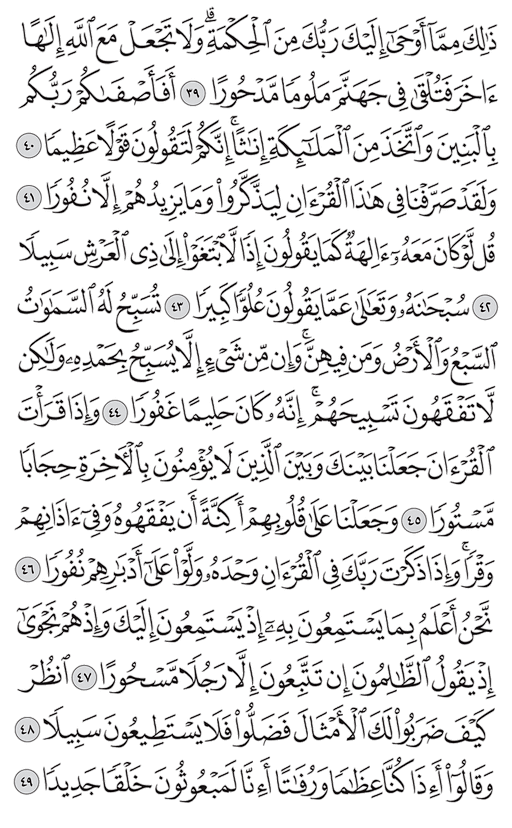 ذَٰلِكَ مِمَّآ أَوۡحَىٰٓ إِلَيۡكَ رَبُّكَ مِنَ ٱلۡحِكۡمَةِۗ وَلَا تَجۡعَلۡ مَعَ ٱللَّهِ إِلَٰهًا
ءَاخَرَ فَتُلۡقَىٰ فِي جَهَنَّمَ مَلُومٗا مَّدۡحُورًا ٣٩ أَفَأَصۡفَىٰكُمۡ رَبُّكُم
بِٱلۡبَنِينَ وَٱتَّخَذَ مِنَ ٱلۡمَلَٰٓئِكَةِ إِنَٰثًاۚ إِنَّكُمۡ لَتَقُولُونَ قَوۡلًا عَظِيمٗا ٤٠
وَلَقَدۡ صَرَّفۡنَا فِي هَٰذَا ٱلۡقُرۡءَانِ لِيَذَّكَّرُواْ وَمَا يَزِيدُهُمۡ إِلَّا نُفُورٗا ٤١
قُل لَّوۡ كَانَ مَعَهُۥٓ ءَالِهَةٞ كَمَا يَقُولُونَ إِذٗا لَّٱبۡتَغَوۡاْ إِلَىٰ ذِي ٱلۡعَرۡشِ سَبِيلٗا
٤٢ سُبۡحَٰنَهُۥ وَتَعَٰلَىٰ عَمَّا يَقُولُونَ عُلُوّٗا كَبِيرٗا ٤٣ تُسَبِّحُ لَهُ ٱلسَّمَٰوَٰتُ
ٱلسَّبۡعُ وَٱلۡأَرۡضُ وَمَن فِيهِنَّۚ وَإِن مِّن شَيۡءٍ إِلَّا يُسَبِّحُ بِحَمۡدِهِۦ وَلَٰكِن
لَّا تَفۡقَهُونَ تَسۡبِيحَهُمۡۚ إِنَّهُۥ كَانَ حَلِيمًا غَفُورٗا ٤٤ وَإِذَا قَرَأۡتَ
ٱلۡقُرۡءَانَ جَعَلۡنَا بَيۡنَكَ وَبَيۡنَ ٱلَّذِينَ لَا يُؤۡمِنُونَ بِٱلۡأٓخِرَةِ حِجَابٗا
مَّسۡتُورٗا ٤٥ وَجَعَلۡنَا عَلَىٰ قُلُوبِهِمۡ أَكِنَّةً أَن يَفۡقَهُوهُ وَفِيٓ ءَاذَانِهِمۡ
وَقۡرٗاۚ وَإِذَا ذَكَرۡتَ رَبَّكَ فِي ٱلۡقُرۡءَانِ وَحۡدَهُۥ وَلَّوۡاْ عَلَىٰٓ أَدۡبَٰرِهِمۡ نُفُورٗا ٤٦
نَّحۡنُ أَعۡلَمُ بِمَا يَسۡتَمِعُونَ بِهِۦٓ إِذۡ يَسۡتَمِعُونَ إِلَيۡكَ وَإِذۡ هُمۡ نَجۡوَىٰٓ
إِذۡ يَقُولُ ٱلظَّٰلِمُونَ إِن تَتَّبِعُونَ إِلَّا رَجُلٗا مَّسۡحُورًا ٤٧ ٱنظُرۡ
كَيۡفَ ضَرَبُواْ لَكَ ٱلۡأَمۡثَالَ فَضَلُّواْ فَلَا يَسۡتَطِيعُونَ سَبِيلٗا ٤٨
وَقَالُوٓاْ أَءِذَا كُنَّا عِظَٰمٗا وَرُفَٰتًا أَءِنَّا لَمَبۡعُوثُونَ خَلۡقٗا جَدِيدٗا ٤٩